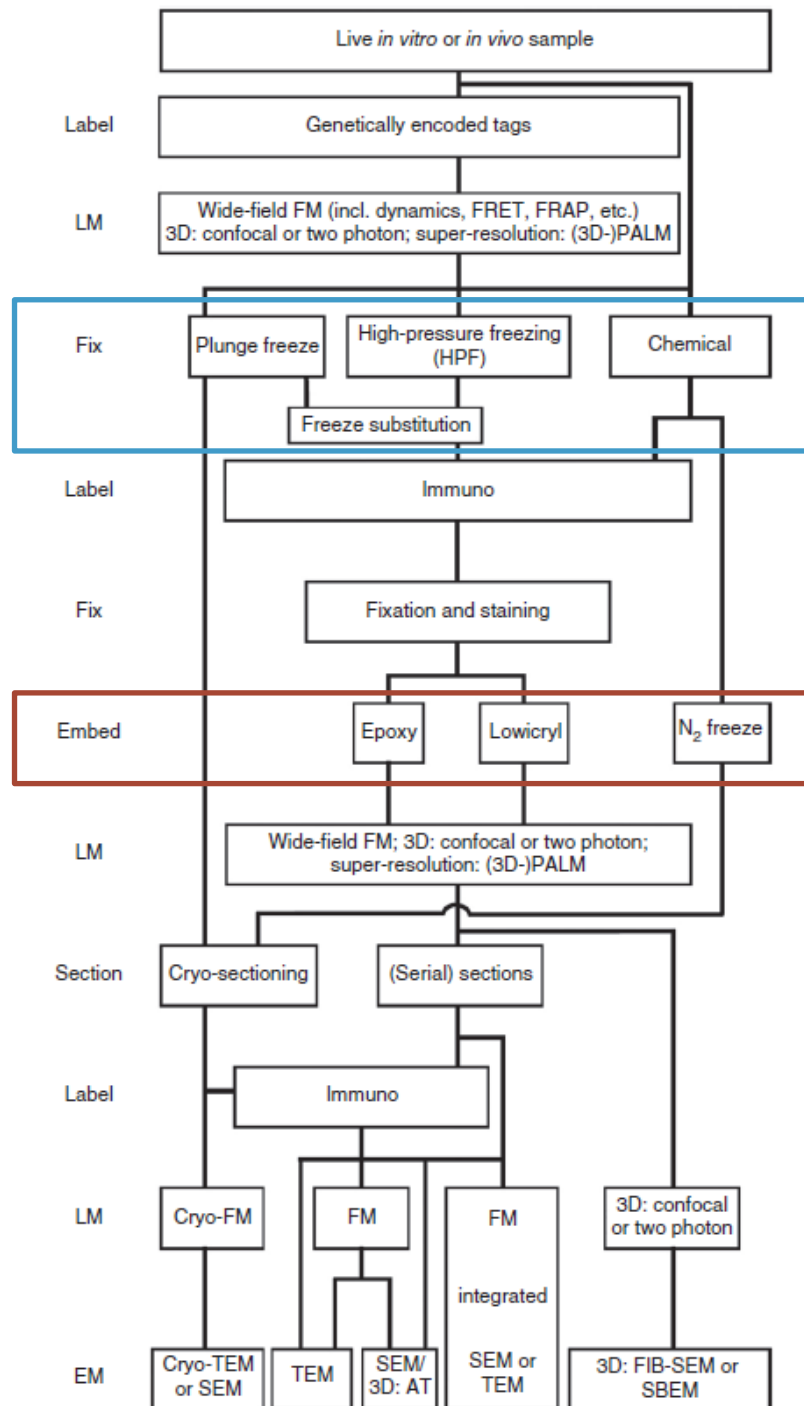 Live in vitro or in vivo sample
Label
Genetically encoded tags
LM
Wide-field FM (incl. dynamics, FRET, FRAP, etc.)
3D: confocal or two photon; super-resolution: (3D-)PALM
Fix
Plunge freeze
High-pressure freezing
(HPF)
Chemical
Freeze substitution
Label
Immuno
Fix
Fixation and staining
Embed
Epoxy
Lowicryl
N2 freeze
LM
Wide-field FM; 3D: confocal or two photon;
super-resolution: (3D-)PALM
Section
Cryo-sectioning
(Serial) sections
Label
Immuno
LM
Cryo-FM
FM
FM
integrated
SEM or
TEM
3D: confocal
or two photon
EM
Cryo-TEM
or SEM
TEM
SEM/
3D: AT
3D: FIB-SEM or
SBEM